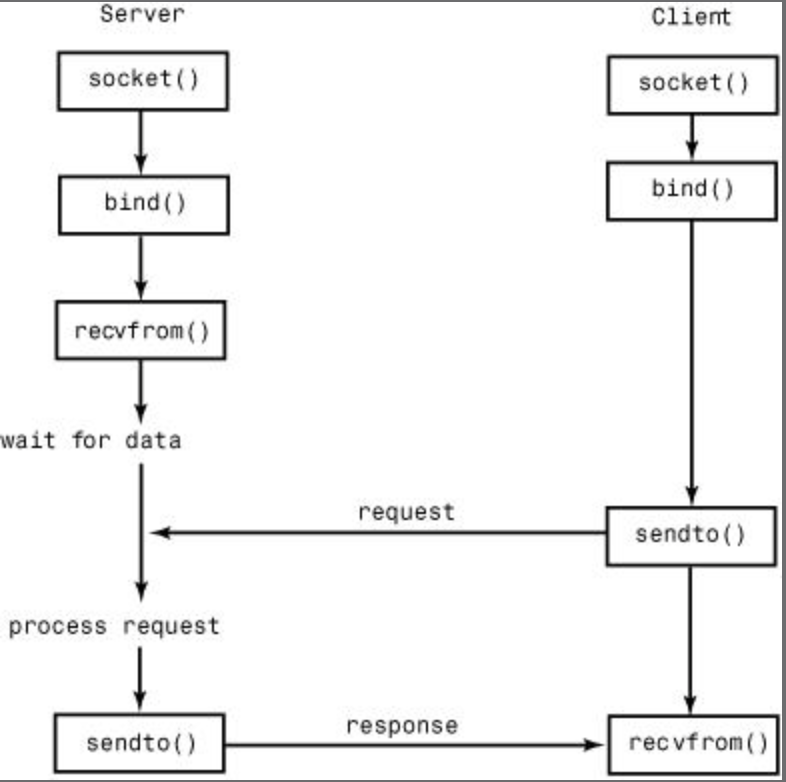 Server
Client
socket()
socket()
bind()
bind()
recvfrom()
wait for data
request
sendto()
process request
response
sendto()
recvfrom()